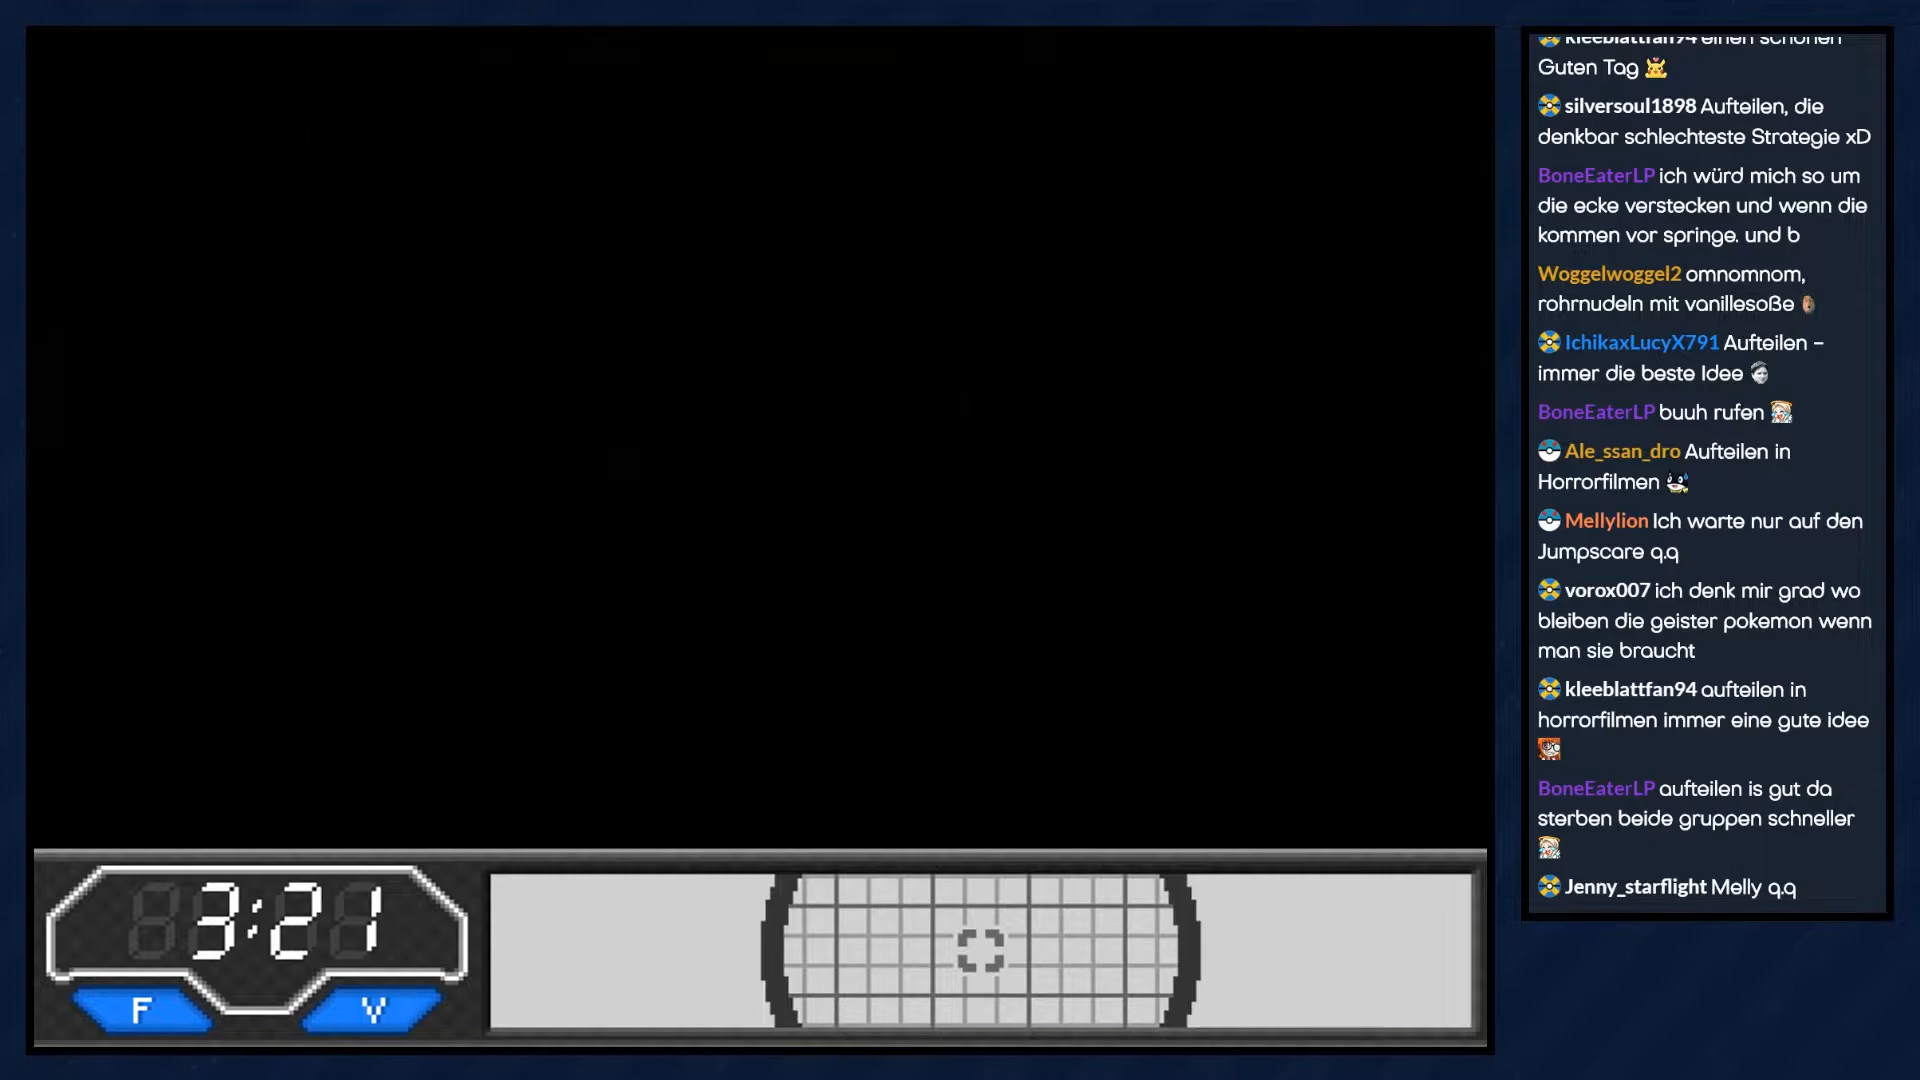 kleeblattfan94 einen schönen
Guten Tag
silversoul1898 Aufteilen, die
denkbar schlechteste Strategie xD
BoneEaterLP ich würd mich so um
die ecke verstecken und wenn die
kommen vor springe. und b
Woggelwoggel2 omnomnom,
rohrnudeln mit vanillesoße
IchikaxLucyX791 Aufteilen -
immer die beste Idee
BoneEaterLP buuh rufen
Ale_ssan_dro Aufteilen in
Horrorfilmen
Mellylion Ich warte nur auf den
Jumpscare q.q
vorox007 ich denk mir grad wo
bleiben die geister pokemon wenn
man sie braucht
kleeblattfan94 aufteilen in
horrorfilmen immer eine gute idee
BoneEaterLP aufteilen is gut da
sterben beide gruppen schneller
Jenny_starflight Melly q.q
3:21
F V